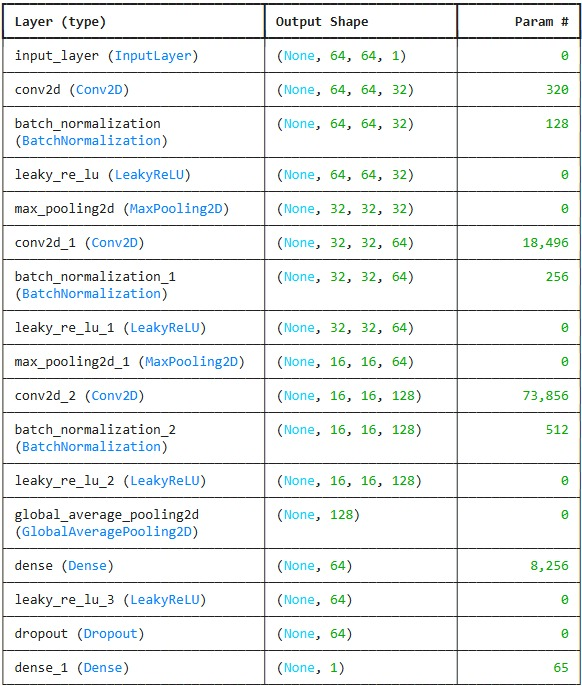 Layer (type) Output Shape Param #
input_layer (InputLayer) (None, 64, 64, 1) 0
conv2d (Conv2D) (None, 64, 64, 32) 320
batch_normalization (None, 64, 64, 32) 128
(BatchNormalization)
leaky_re_lu (LeakyReLU) (None, 64, 64, 32) 0
max_pooling2d (MaxPooling2D) (None, 32, 32, 32) 0
conv2d_1 (Conv2D) (None, 32, 32, 64) 18,496
batch_normalization_1 (None, 32, 32, 64) 256
(BatchNormalization)
leaky_re_lu_1 (LeakyReLU) (None, 32, 32, 64) 0
max_pooling2d_1 (MaxPooling2D) (None, 16, 16, 64) 0
conv2d_2 (Conv2D) (None, 16, 16, 128) 73,856
batch_normalization_2 (None, 16, 16, 128) 512
(BatchNormalization)
leaky_re_lu_2 (LeakyReLU) (None, 16, 16, 128) 0
global_average_pooling2d (None, 128) 0
(GlobalAveragePooling2D)
dense (Dense) (None, 64) 8,256
leaky_re_lu_3 (LeakyReLU) (None, 64) 0
dropout (Dropout) (None, 64) 0
dense_1 (Dense) (None, 1) 65